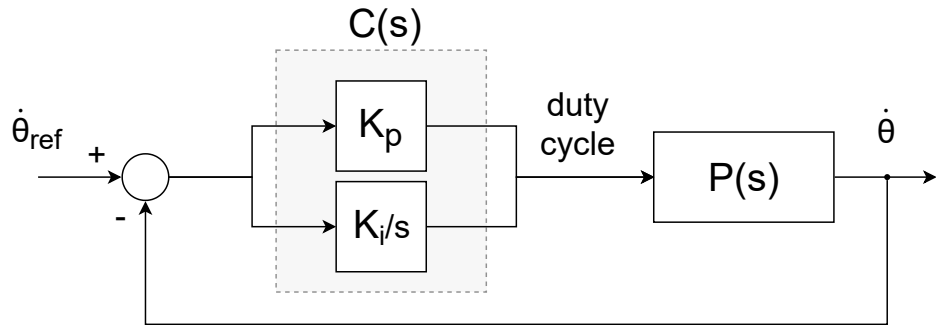 C(s)
θ̇ref
+
-
Kp
Ki/s
duty
cycle
P(s)
θ̇